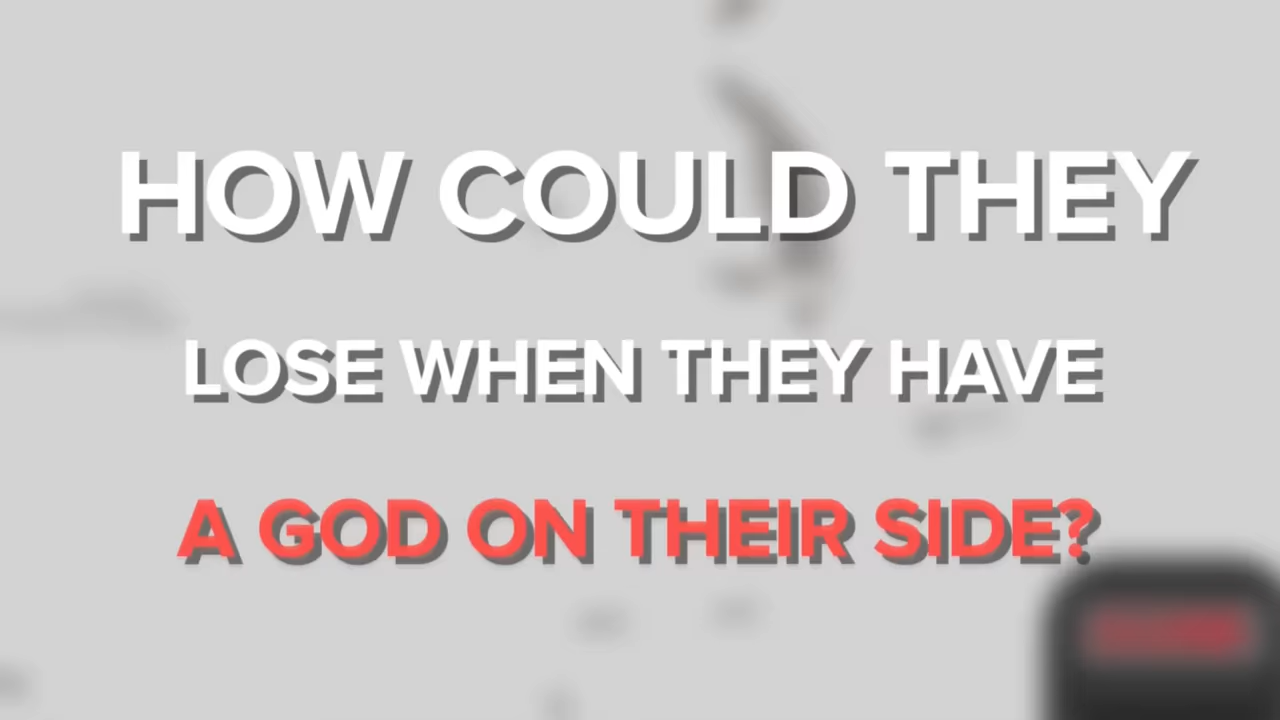 HOW COULD THEY
LOSE WHEN THEY HAVE
A GOD ON THEIR SIDE?